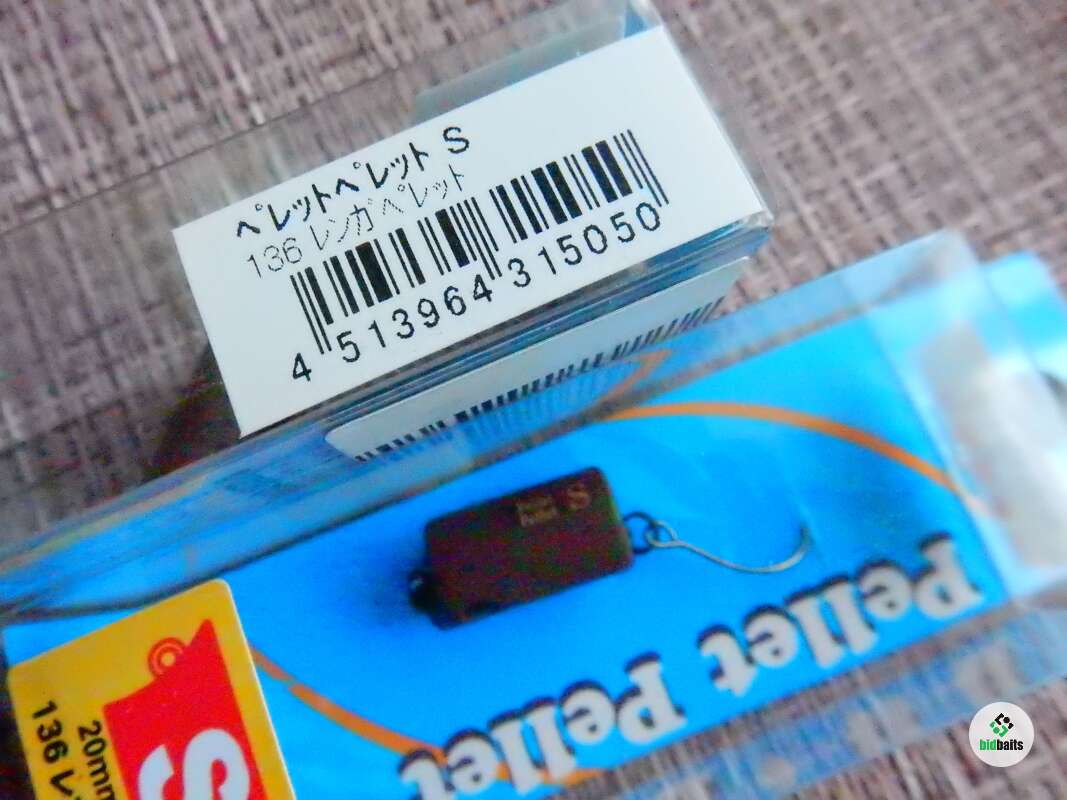 ペレットペレット S
136 レンガペレット
4 513964 315050
S
Pellet Pellet
S
20mm
136 レ
bidbaits